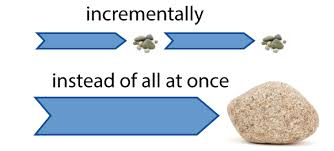 incrementally
instead of all at once